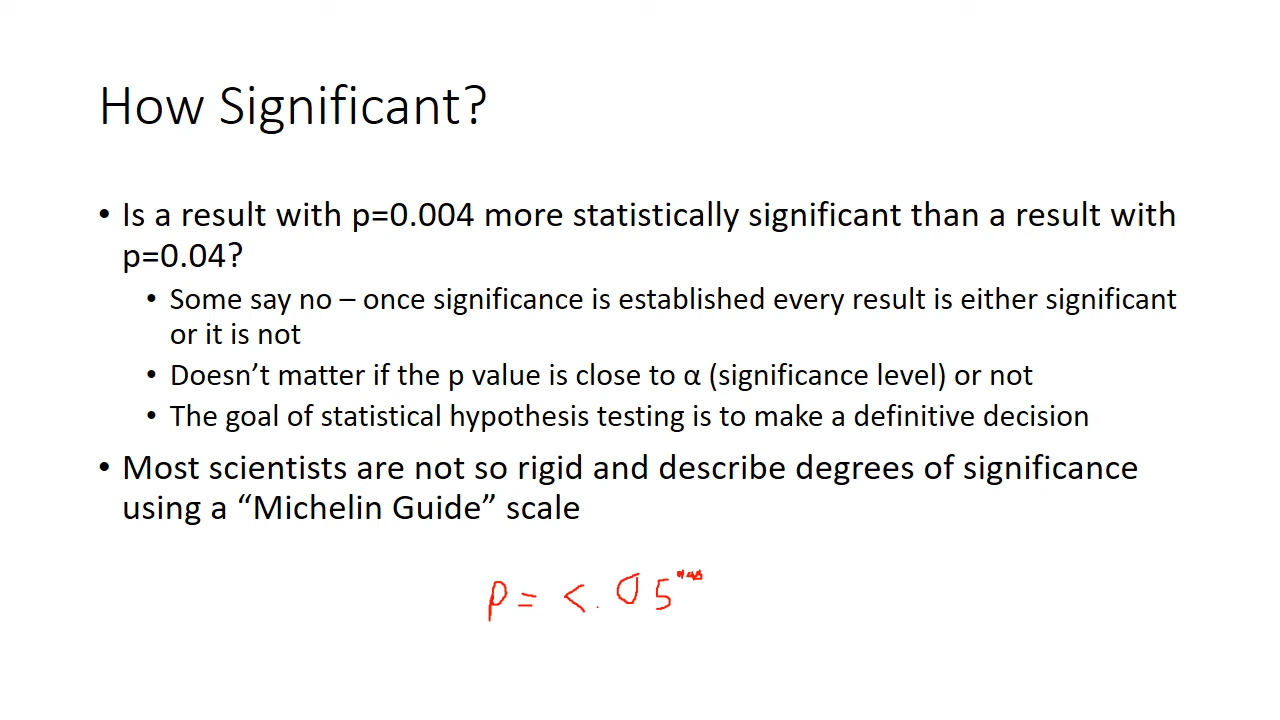 How Significant?
• Is a result with p=0.004 more statistically significant than a result with
p=0.04?
• Some say no – once significance is established every result is either significant
or it is not
• Doesn’t matter if the p value is close to α (significance level) or not
• The goal of statistical hypothesis testing is to make a definitive decision
• Most scientists are not so rigid and describe degrees of significance
using a “Michelin Guide” scale
p = <.05